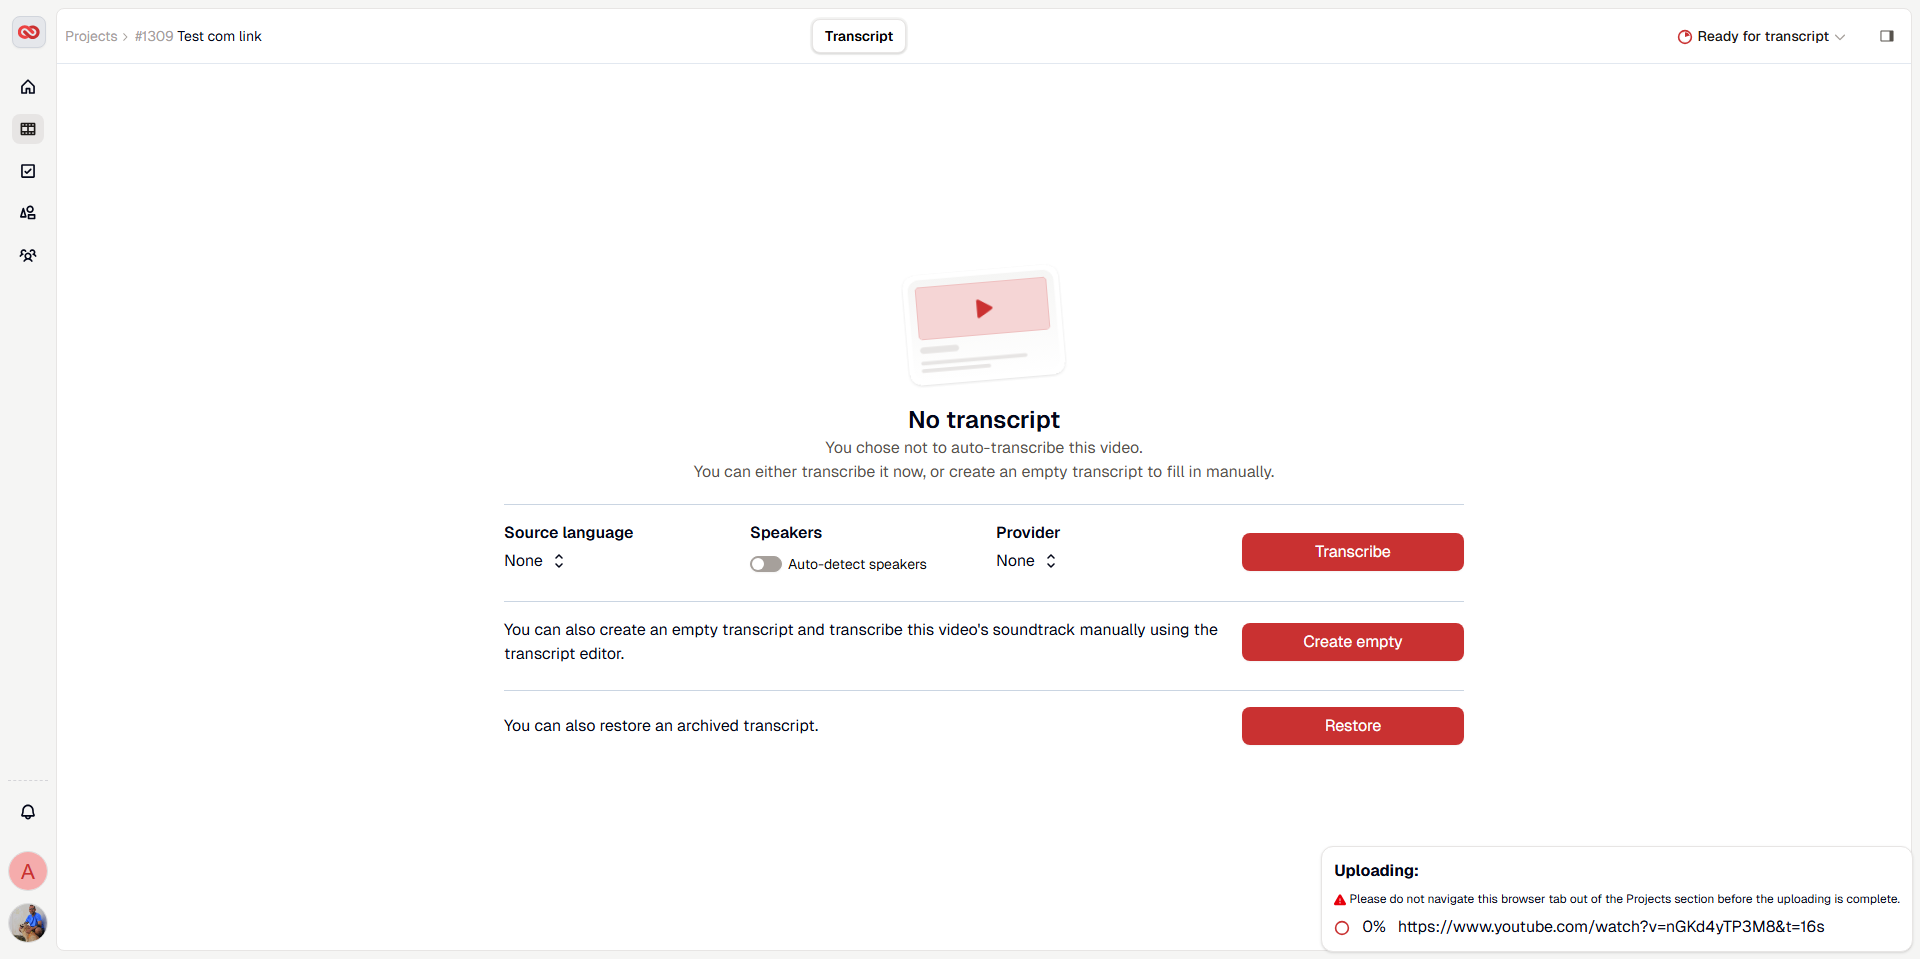 Projects > #1309 Test com link
Transcript
Ready for transcript
No transcript
You chose not to auto-transcribe this video.
You can either transcribe it now, or create an empty transcript to fill in manually.
Source language
None
Speakers
Auto-detect speakers
Provider
None
Transcribe
You can also create an empty transcript and transcribe this video's soundtrack manually using the
transcript editor.
Create empty
You can also restore an archived transcript.
Restore
A
Uploading:
Please do not navigate this browser tab out of the Projects section before the uploading is complete.
0% https://www.youtube.com/watch?v=nGKd4yTP3M8&t=16s